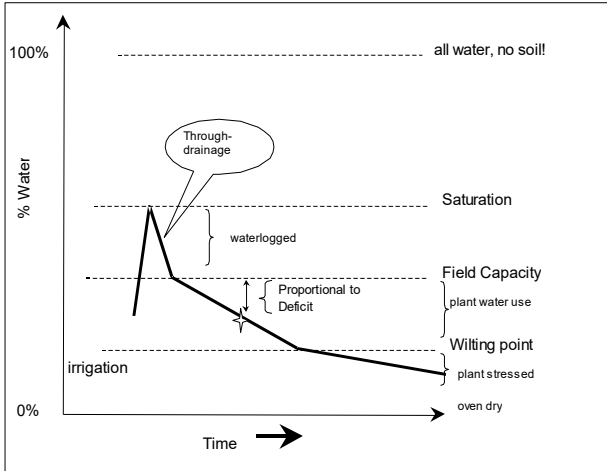 100%
all water, no soil!
Through-
drainage
% Water
Saturation
waterlogged
Field Capacity
Proportional to
Deficit
plant water use
Wilting point
irrigation
plant stressed
0%
oven dry
Time